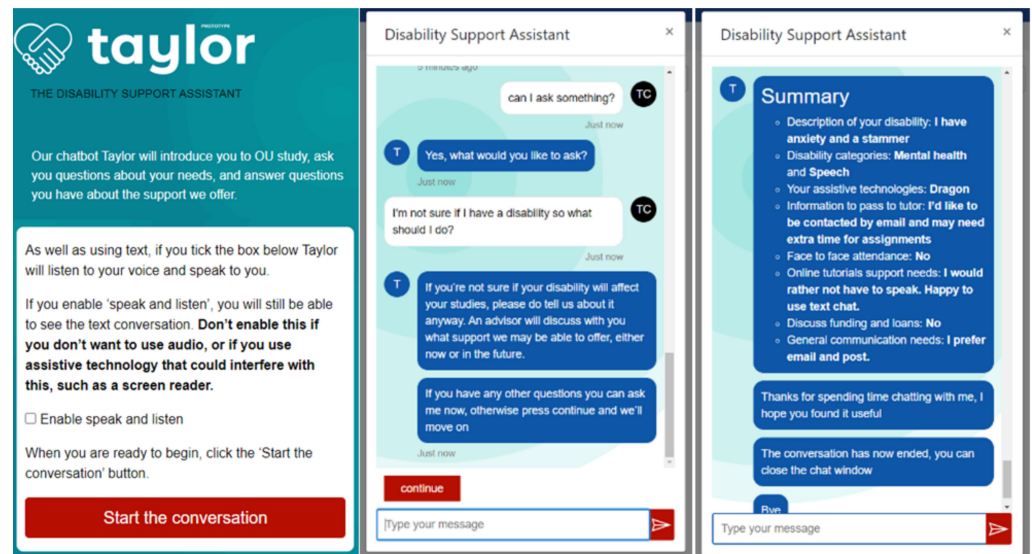 PROTOTYPE
taylor
THE DISABILITY SUPPORT ASSISTANT
Our chatbot Taylor will introduce you to OU study, ask
you questions about your needs, and answer questions
you have about the support we offer.
As well as using text, if you tick the box below Taylor
will listen to your voice and speak to you.
If you enable ‘speak and listen’, you will still be able
to see the text conversation. Don’t enable this if
you don’t want to use audio, or if you use
assistive technology that could interfere with
this, such as a screen reader.
Enable speak and listen
When you are ready to begin, click the ‘Start the
conversation’ button.
Start the conversation
Disability Support Assistant
×
5 minutes ago
can I ask something?
TC
Just now
T
Yes, what would you like to ask?
Just now
I'm not sure if I have a disability so what
should I do?
TC
Just now
T
If you're not sure if your disability will affect
your studies, please do tell us about it
anyway. An advisor will discuss with you
what support we may be able to offer, either
now or in the future.
If you have any other questions you can ask
me now, otherwise press continue and we'll
move on
Just now
continue
Type your message
Disability Support Assistant
×
T
Summary
Description of your disability: I have
anxiety and a stammer
Disability categories: Mental health
and Speech
Your assistive technologies: Dragon
Information to pass to tutor: I'd like to
be contacted by email and may need
extra time for assignments
Face to face attendance: No
Online tutorials support needs: I would
rather not have to speak. Happy to
use text chat.
Discuss funding and loans: No
General communication needs: I prefer
email and post.
Thanks for spending time chatting with me, I
hope you found it useful
The conversation has now ended, you can
close the chat window
Bye
Type your message